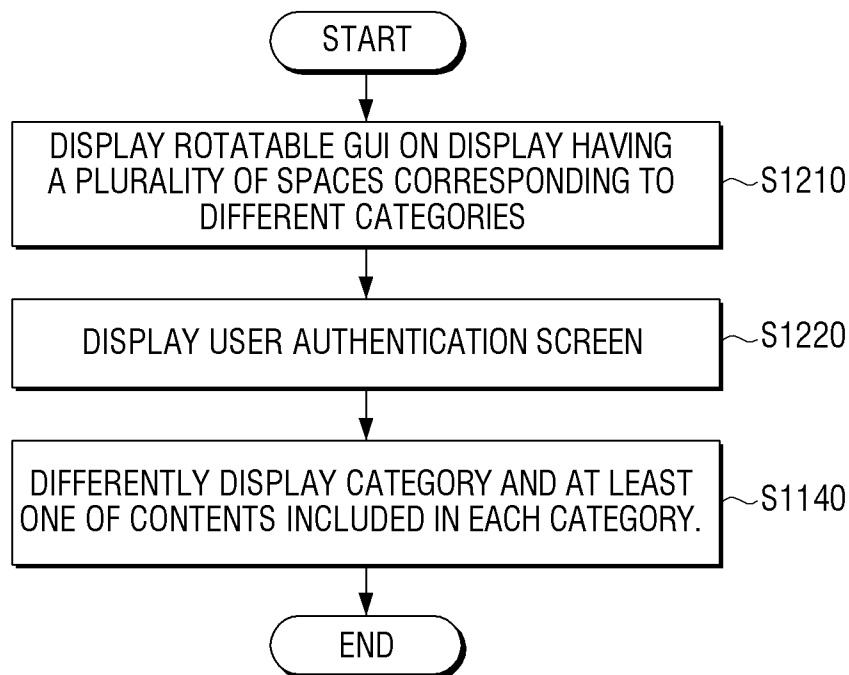 START
DISPLAY ROTATABLE GUI ON DISPLAY HAVING
A PLURALITY OF SPACES CORRESPONDING TO
DIFFERENT CATEGORIES
S1210
DISPLAY USER AUTHENTICATION SCREEN
S1220
DIFFERENTLY DISPLAY CATEGORY AND AT LEAST
ONE OF CONTENTS INCLUDED IN EACH CATEGORY.
S1140
END